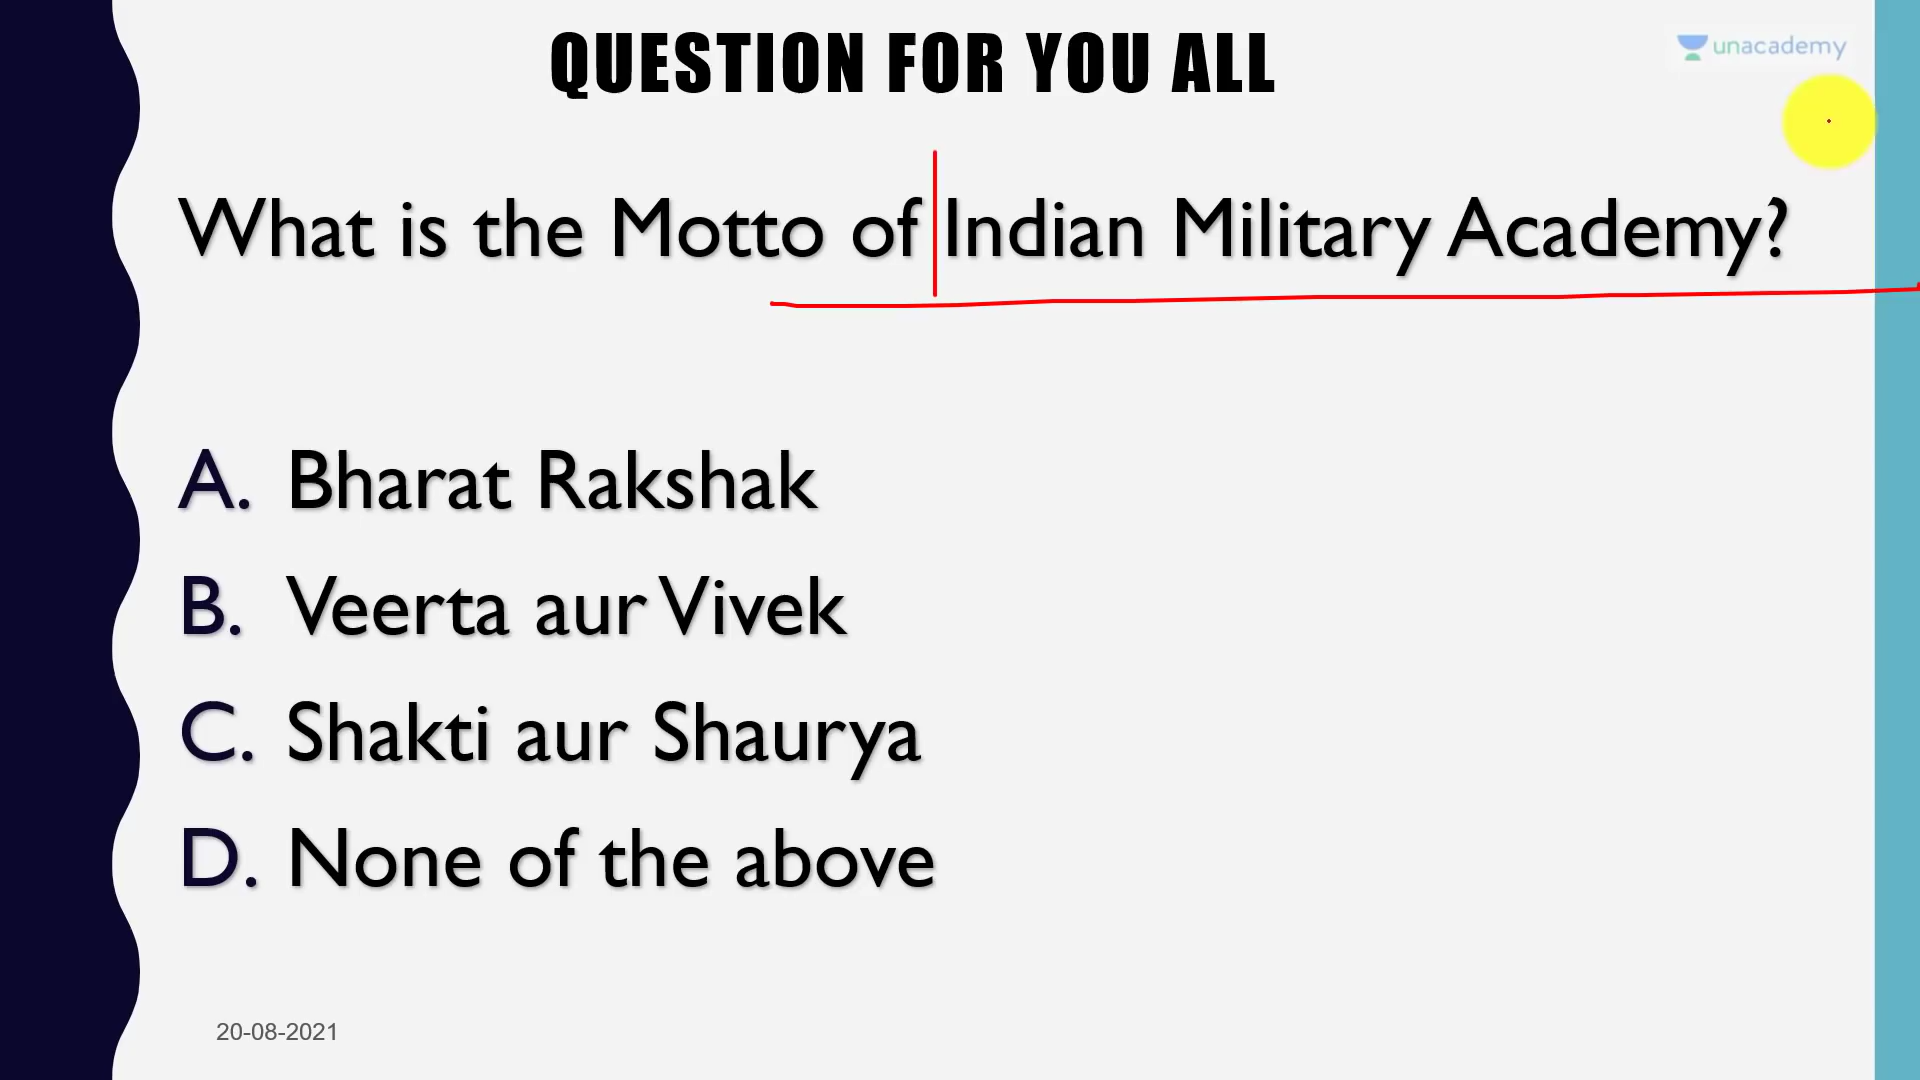 QUESTION FOR YOU ALL
unacademy
What is the Motto of Indian Military Academy?
A. Bharat Rakshak
B. Veerta aur Vivek
C. Shakti aur Shaurya
D. None of the above
20-08-2021